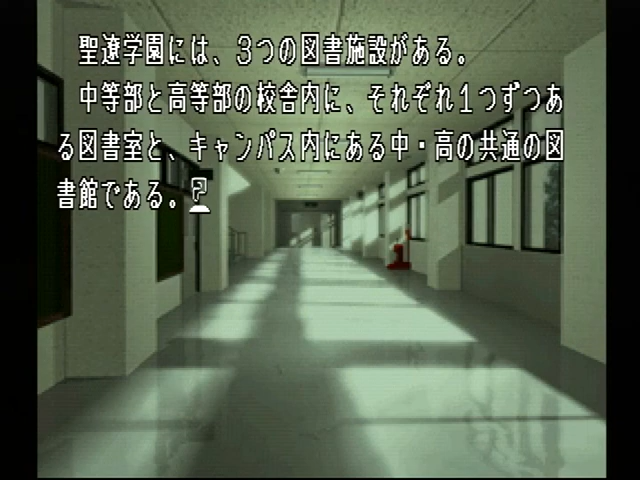 聖遼学園には、３つの図書施設がある。
中等部と高等部の校舎内に、それぞれ１つずつあ
る図書室と、キャンパス内にある中・高の共通の図
書館である。